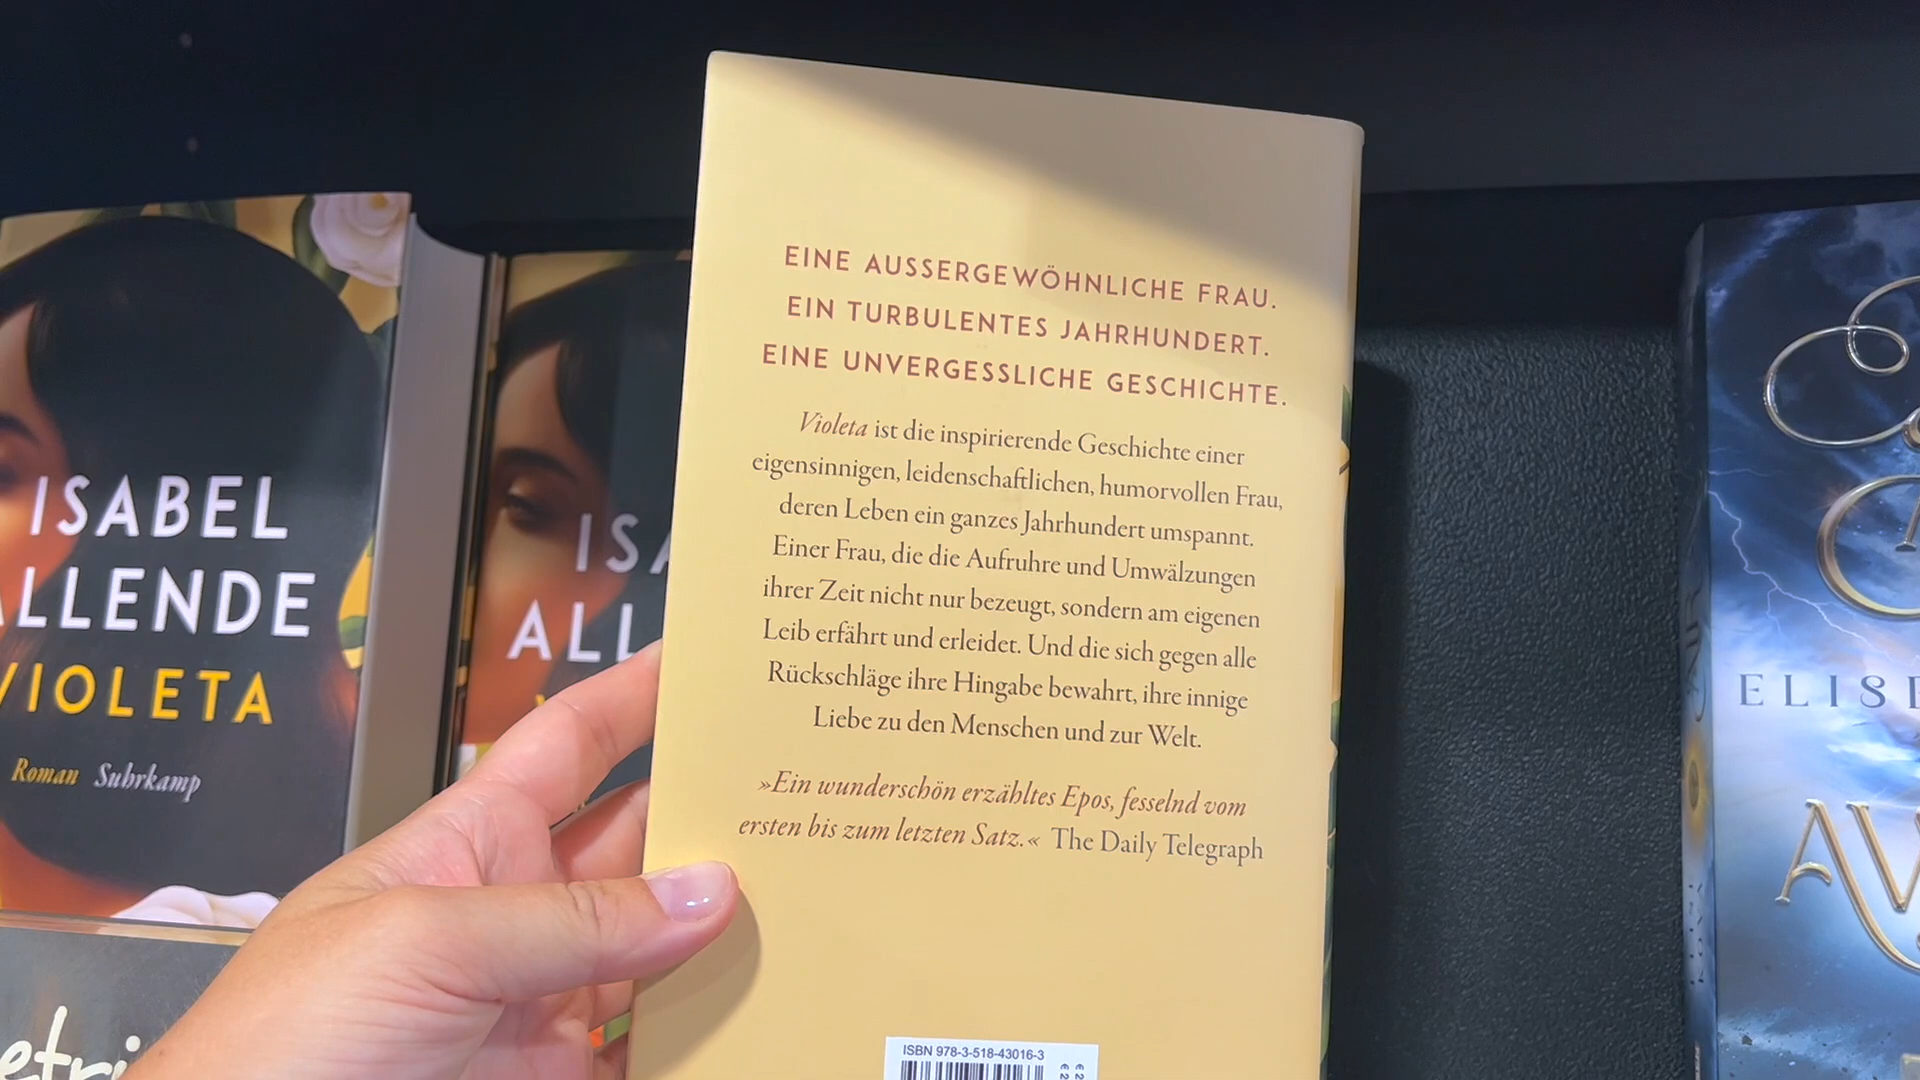 ISABEL
ALLENDE
VIOLETA
Roman Suhrkamp
EINE AUSSERGEWÖHNLICHE FRAU.
EIN TURBULENTES JAHRHUNDERT.
EINE UNVERGESSLICHE GESCHICHTE.
Violeta ist die inspirierende Geschichte einer
eigensinnigen, leidenschaftlichen, humorvollen Frau,
deren Leben ein ganzes Jahrhundert umspannt.
Einer Frau, die die Aufruhre und Umwälzungen
ihrer Zeit nicht nur bezeugt, sondern am eigenen
Leib erfährt und erleidet. Und die sich gegen alle
Rückschläge ihre Hingabe bewahrt, ihre innige
Liebe zu den Menschen und zur Welt.
»Ein wunderschön erzähltes Epos, fesselnd vom
ersten bis zum letzten Satz.« The Daily Telegraph
ISBN 978-3-518-43016-3